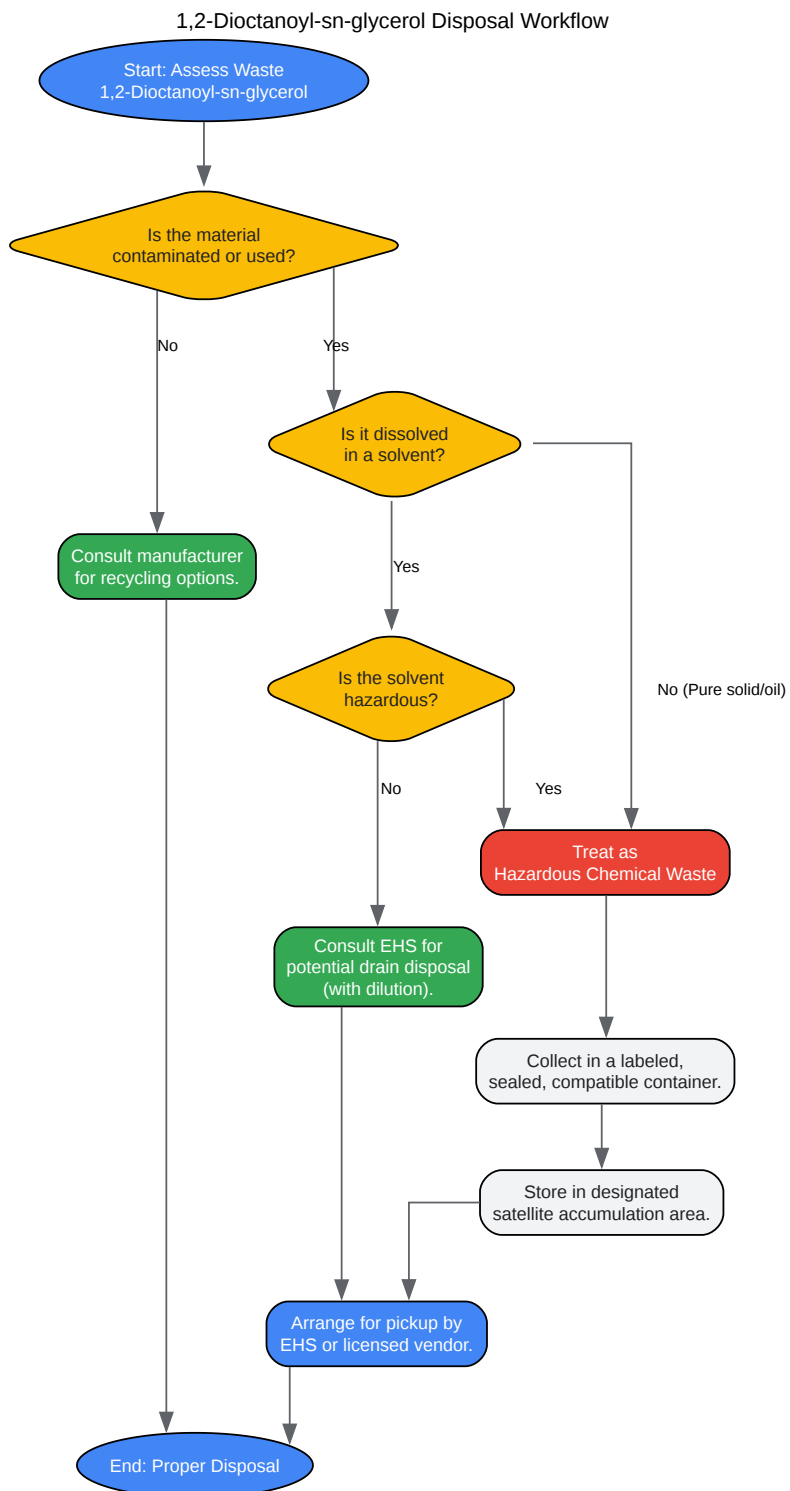 1,2-Dioctanoyl-sn-glycerol Disposal Workflow
Start: Assess Waste
1,2-Dioctanoyl-sn-glycerol
Is the material
contaminated or used?
No
Yes
Is it dissolved
in a solvent?
Consult manufacturer
for recycling options.
Yes
Is the solvent
hazardous?
No (Pure solid/oil)
No
Yes
Treat as
Hazardous Chemical Waste
Consult EHS for
potential drain disposal
(with dilution).
Collect in a labeled,
sealed, compatible container.
Store in designated
satellite accumulation area.
Arrange for pickup by
EHS or licensed vendor.
End: Proper Disposal